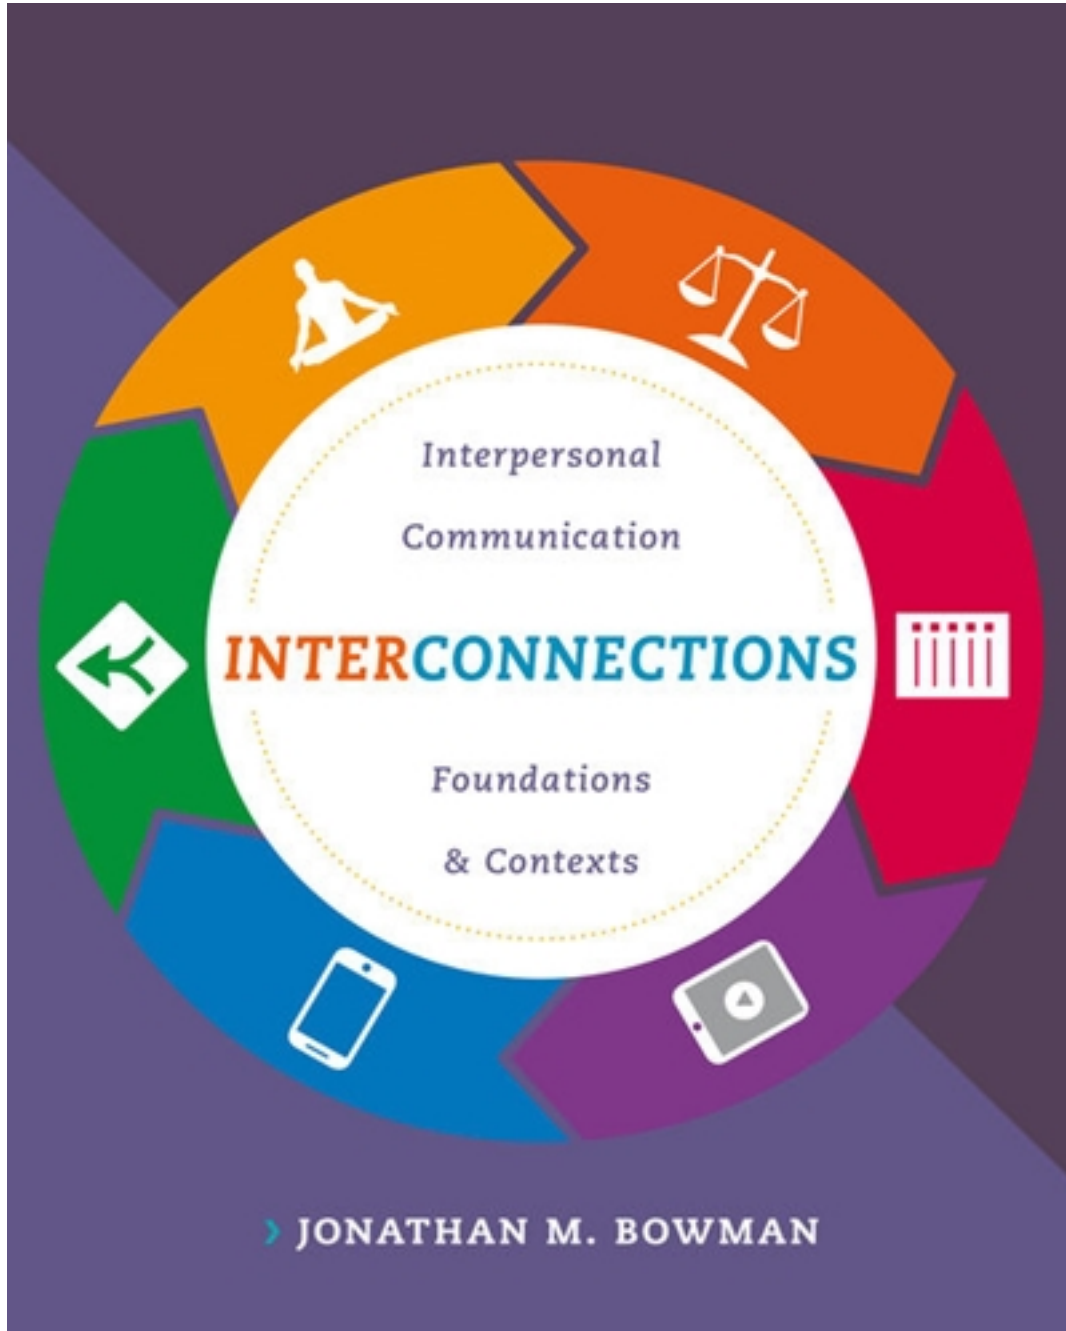 Interpersonal
Communication
INTERCONNECTIONS
Foundations
& Contexts
JONATHAN M. BOWMAN